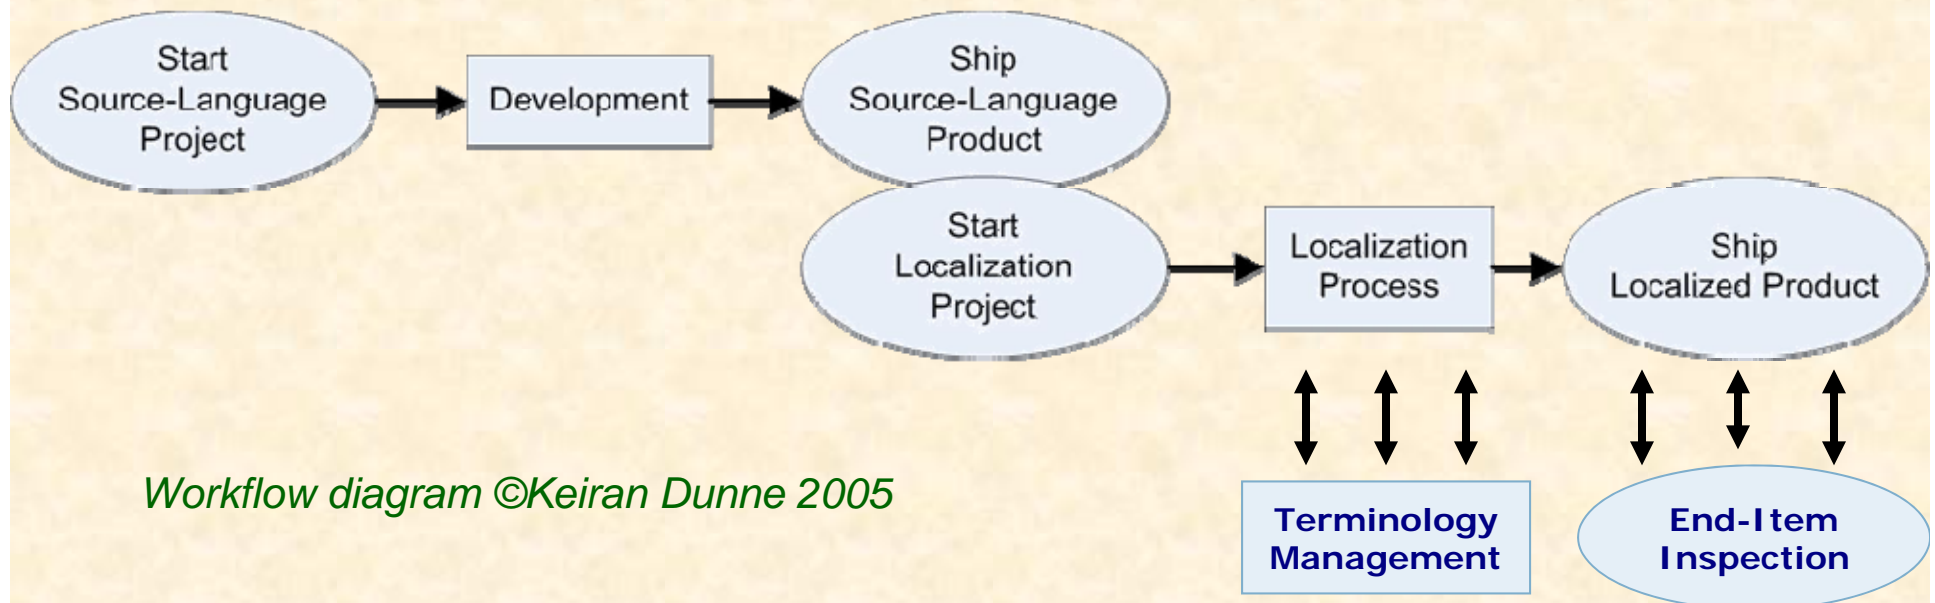 Start
Source-Language
Project
Development
Ship
Source-Language
Product
Start
Localization
Project
Localization
Process
Ship
Localized Product
Workflow diagram ©Keiran Dunne 2005
Terminology
Management
End-Item
Inspection